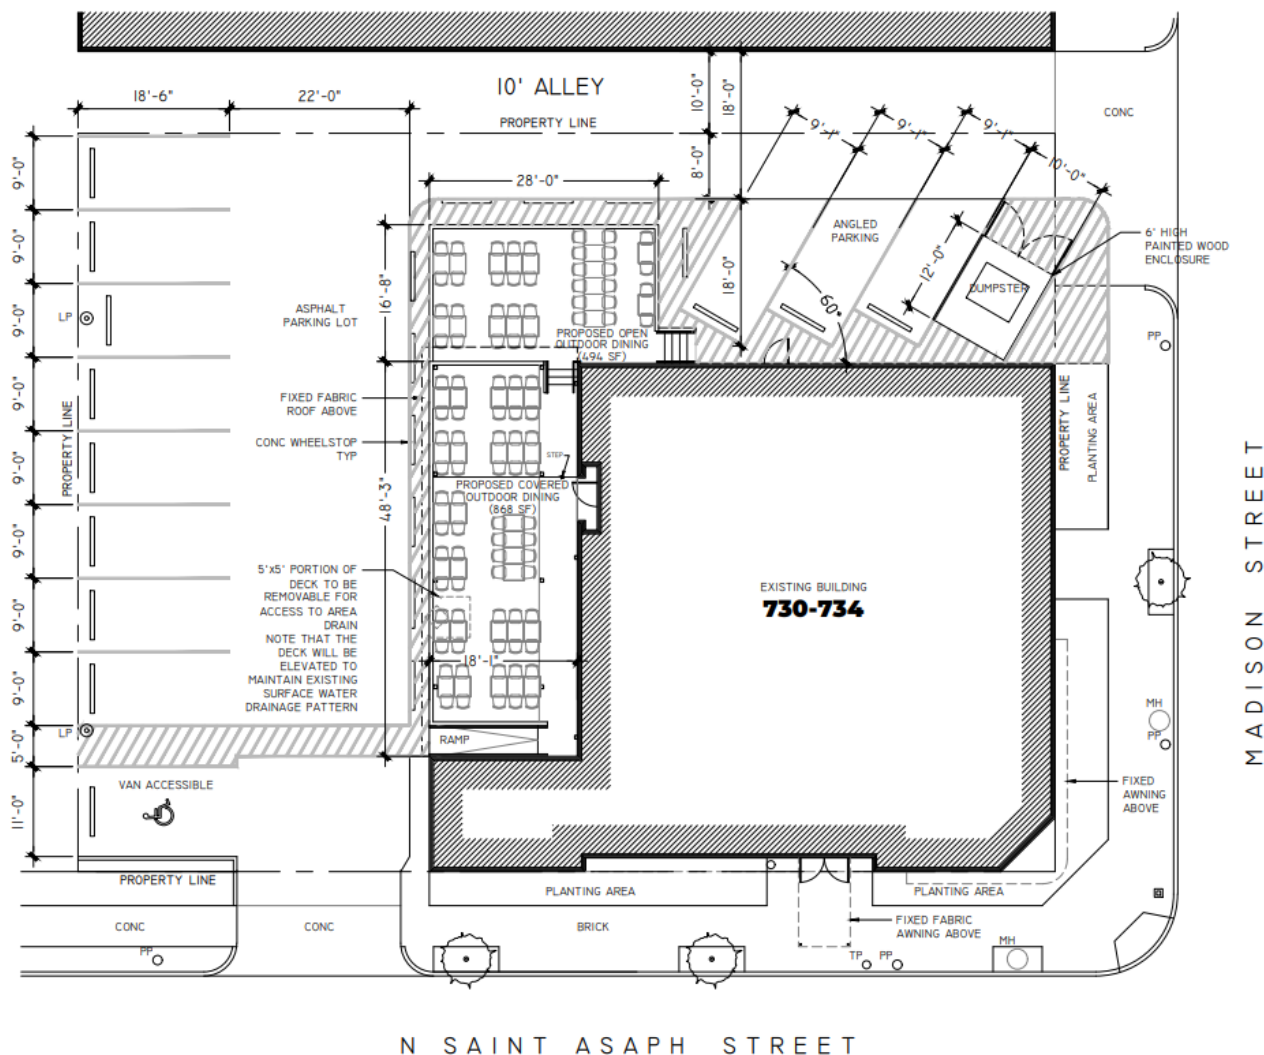 10' ALLEY
18'-6"
22'-0"
10'-0"
18'-0"
PROPERTY LINE
CONC
9'-1"
9'-1"
9'-1"
10'-0"
8'-0"
28'-0"
9'-0"
9'-0"
9'-0"
9'-0"
9'-0"
9'-0"
9'-0"
9'-0"
5'-0"
11'-0"
ANGLED
PARKING
6' HIGH
PAINTED WOOD
ENCLOSURE
12'-0"
DUMPSTER
18'-0"
60°
16'-8"
LP
ASPHALT
PARKING LOT
PROPOSED OPEN
OUTDOOR DINING
(494 SF)
PP
FIXED FABRIC
ROOF ABOVE
CONC WHEELSTOP
TYP
PROPERTY LINE
PROPERTY LINE
PLANTING AREA
STEP
PROPOSED COVERED
OUTDOOR DINING
(868 SF)
48'-3"
5'x5' PORTION OF
DECK TO BE
REMOVABLE FOR
ACCESS TO AREA
DRAIN
NOTE THAT THE
DECK WILL BE
ELEVATED TO
MAINTAIN EXISTING
SURFACE WATER
DRAINAGE PATTERN
EXISTING BUILDING
730-734
18'-1"
MADISON STREET
LP
RAMP
MH
PP
VAN ACCESSIBLE
FIXED
AWNING
ABOVE
PROPERTY LINE
PLANTING AREA
PLANTING AREA
CONC
CONC
BRICK
FIXED FABRIC
AWNING ABOVE
PP
TP
PP
MH
N SAINT ASAPH STREET